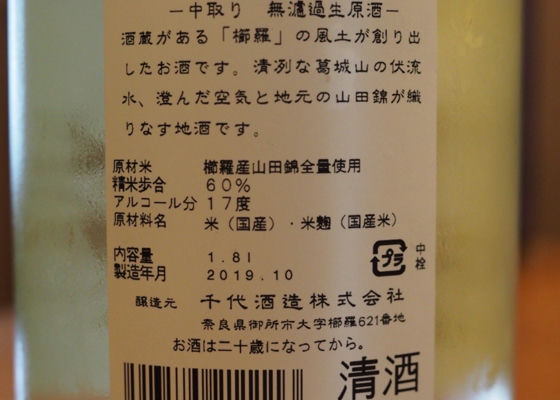 ―中取り　無濾過生原酒―
酒蔵がある「櫛羅」の風土が創り出
したお酒です。清冽な葛城山の伏流
水、澄んだ空気と地元の山田錦が織
りなす地酒です。
原材米　櫛羅産山田錦全量使用
精米歩合　60%
アルコール分　17度
原材料名　米（国産）・米麹（国産米）
内容量　1.8l
製造年月　2019.10
プラ
中栓
醸造元　千代酒造株式会社
奈良県御所市大字櫛羅621番地
お酒は二十歳になってから。
清酒